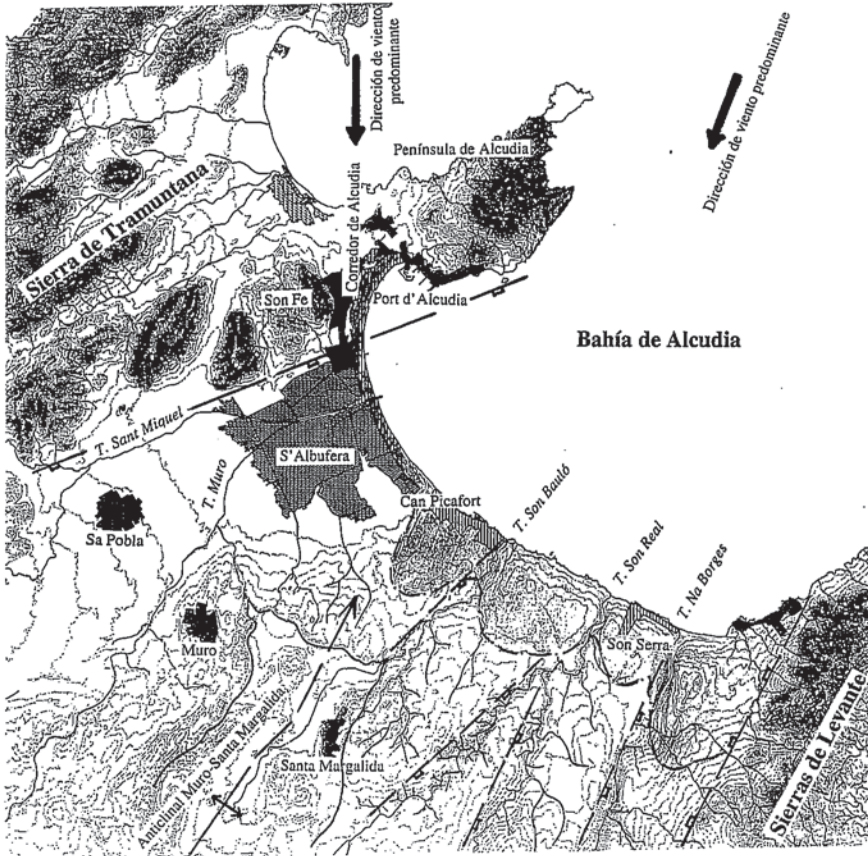 Dirección de viento
predominante
Dirección de viento predominante
Península de Alcudia
Sierra de Tramuntana
Corredor de Alcudia
Son Fe
Port d'Alcudia
Bahía de Alcudia
T. Sant Miquel
S'Albufera
T. Muro
Can Picafort
T. Son Bauló
Sa Pobla
T. Son Real
T. Na Borges
Muro
Son Serra
Santa Margalida
Anticlinal Muro Santa Margalida
Sierras de Levante